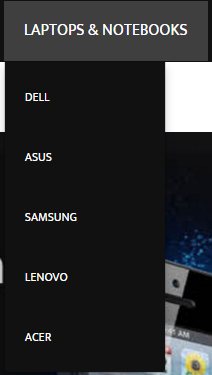 LAPTOPS & NOTEBOOKS
DELL
ASUS
SAMSUNG
LENOVO
ACER